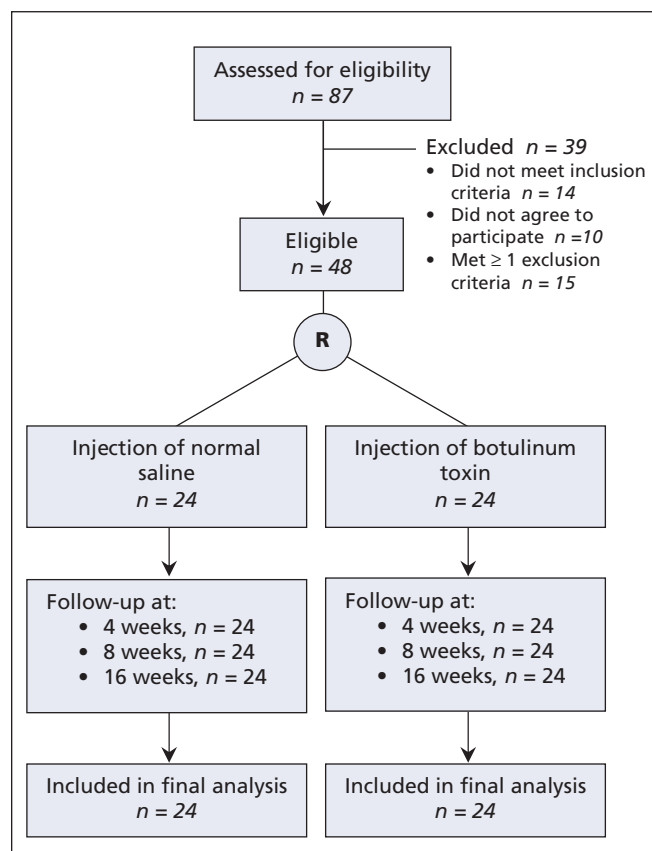 Assessed for eligibility
n = 87
Excluded n = 39
• Did not meet inclusion
criteria n = 14
• Did not agree to
participate n =10
• Met ≥ 1 exclusion
criteria n = 15
Eligible
n = 48
R
Injection of normal
saline
n = 24
Injection of botulinum
toxin
n = 24
Follow-up at:
• 4 weeks, n = 24
• 8 weeks, n = 24
• 16 weeks, n = 24
Follow-up at:
• 4 weeks, n = 24
• 8 weeks, n = 24
• 16 weeks, n = 24
Included in final analysis
n = 24
Included in final analysis
n = 24